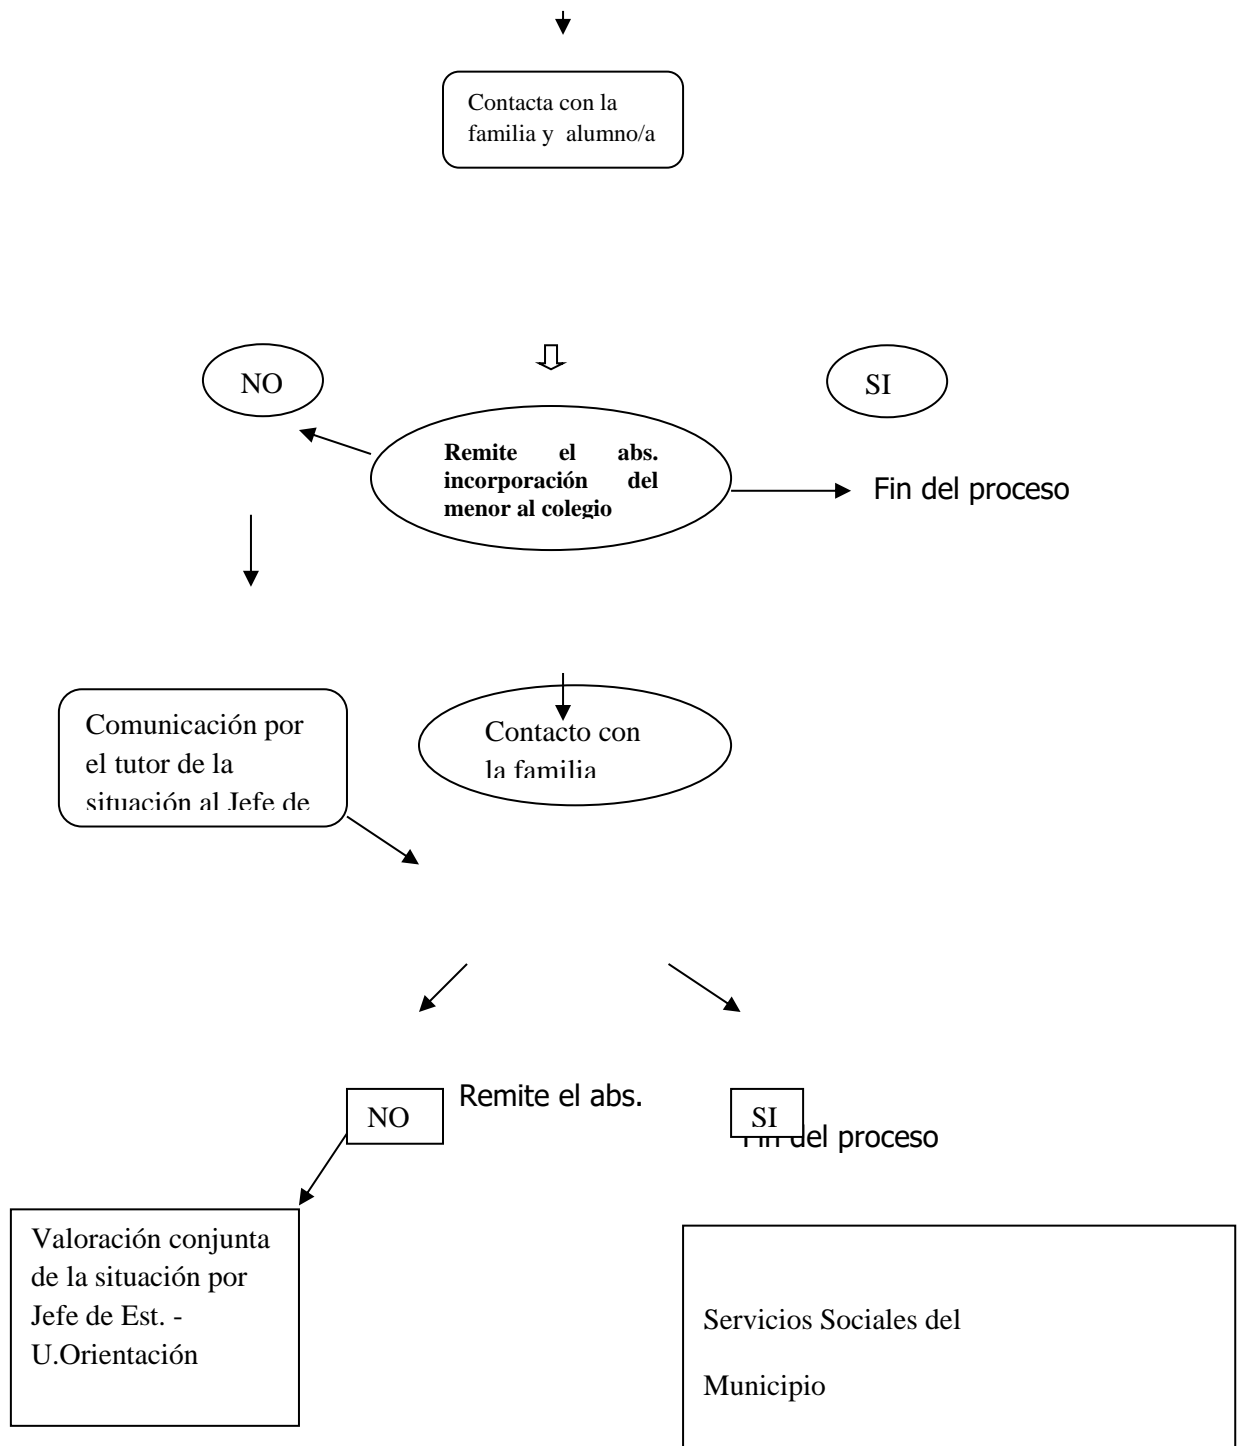 Contacta con la
familia y alumno/a
NO
SI
Remite el abs.
incorporación del
menor al colegio
Fin del proceso
Comunicación por
el tutor de la
situación al Jefe de
Contacto con
la familia
NO
Remite el abs.
SI
Fin del proceso
Valoración conjunta
de la situación por
Jefe de Est. -
U.Orientación
Servicios Sociales del
Municipio